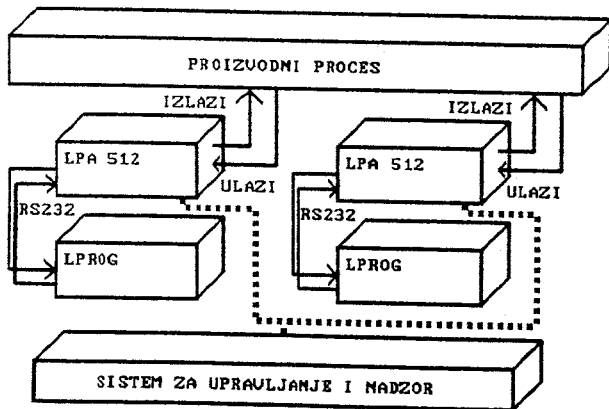 PROIZVODNI PROCES
IZLAZI
IZLAZI
LPA 512
LPA 512
ULAZI
ULAZI
RS232
RS232
LPROG
LPROG
SISTEM ZA UPRAVLJANJE I NADZOR